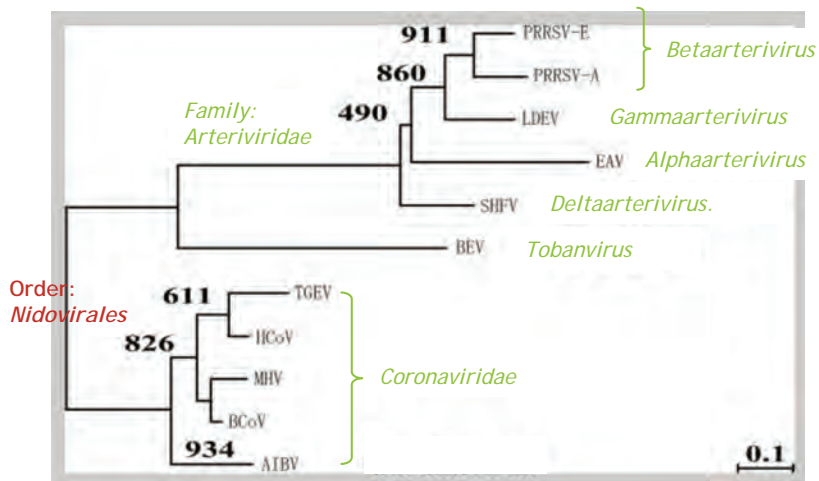 911
PRRSV-E
Betaarterivirus
860
PRRSV-A
490
Family:
Arteriviridae
LDEV
Gammaarterivirus
EAV
Alphaarterivirus
SHFV
Deltaarterivirus.
BEV
Tobanvirus
Order:
Nidovirales
611
TGEV
826
HCoV
MHV
Coronaviridae
BCoV
934
AIBV
0.1